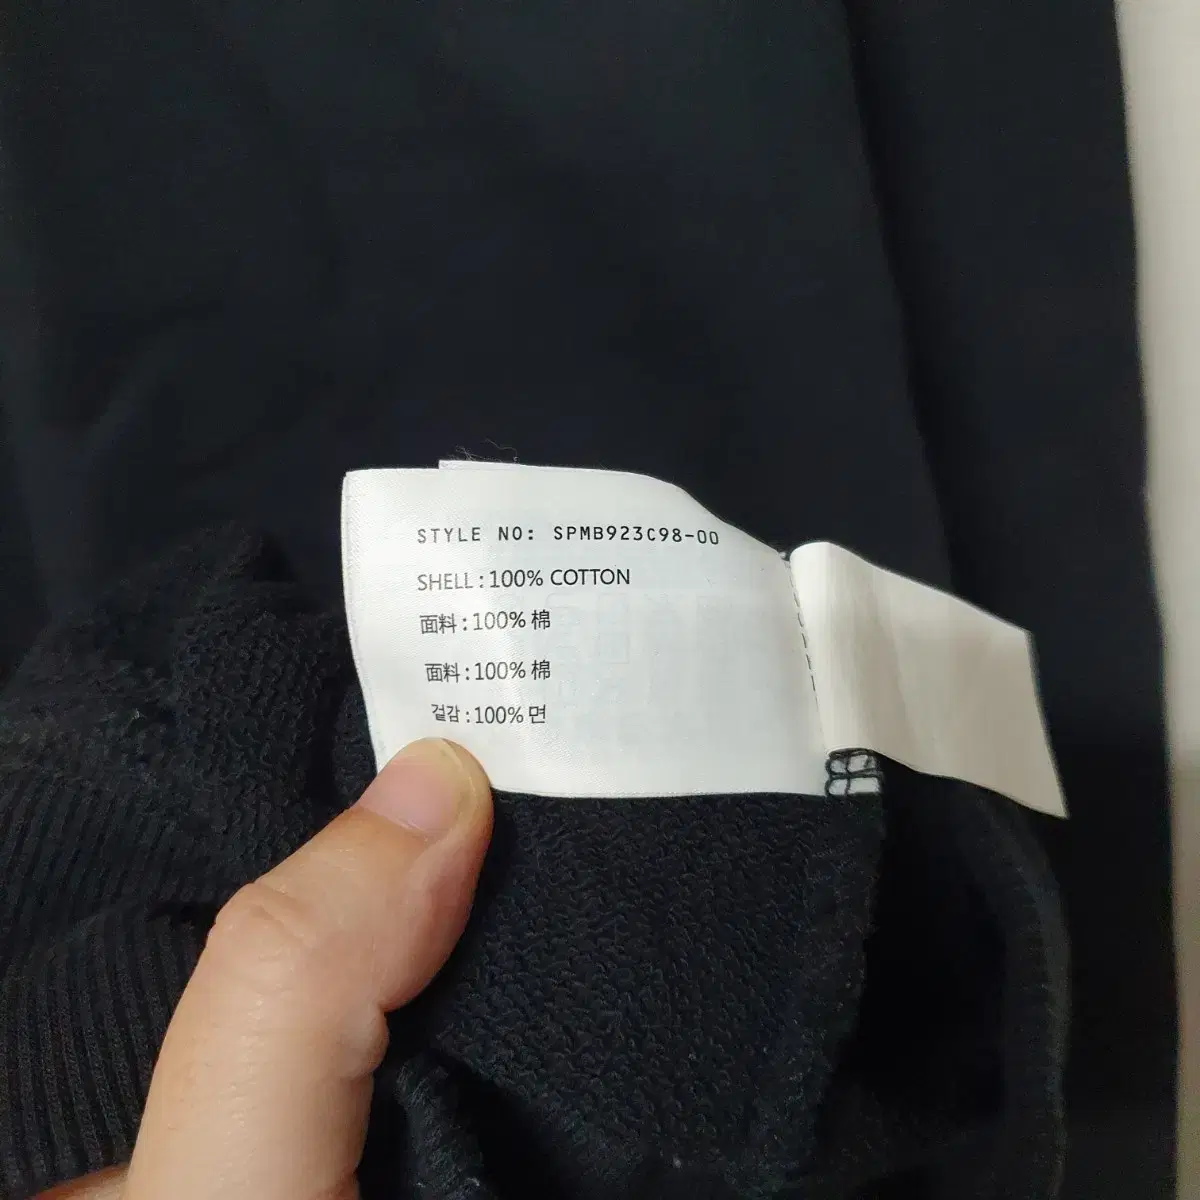 STYLE NO: SPMB923C98-00
SHELL : 100% COTTON
面料 : 100% 棉
面料 : 100% 棉
겉감 : 100% 면